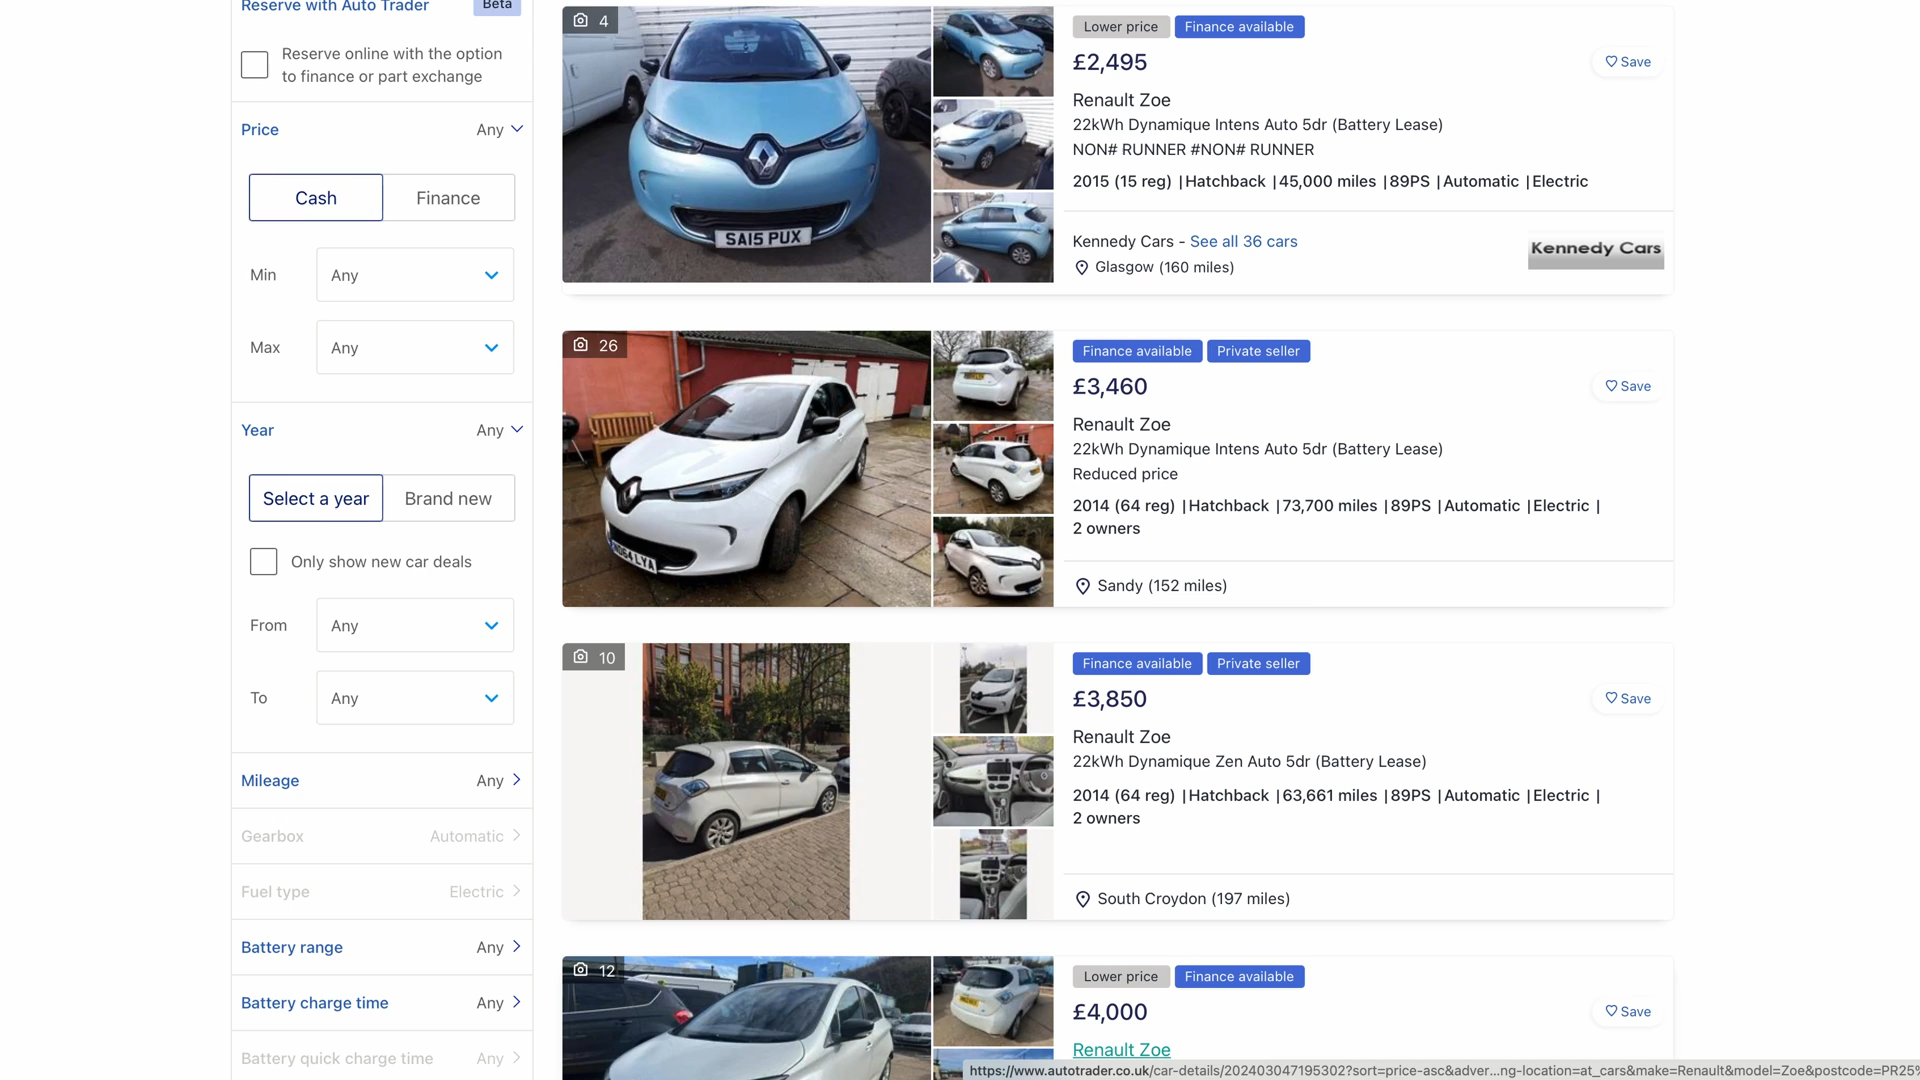 Reserve with Auto Trader
Beta
Reserve online with the option
to finance or part exchange
Price
Any
Cash
Finance
Min
Any
Max
Any
Year
Any
Select a year
Brand new
Only show new car deals
From
Any
To
Any
Mileage
Any
Gearbox
Automatic
Fuel type
Electric
Battery range
Any
Battery charge time
Any
Battery quick charge time
Any
4
SA15 PUX
Lower price
Finance available
£2,495
Save
Renault Zoe
22kWh Dynamique Intens Auto 5dr (Battery Lease)
NON# RUNNER #NON# RUNNER
2015 (15 reg) | Hatchback | 45,000 miles | 89PS | Automatic | Electric
Kennedy Cars - See all 36 cars
Glasgow (160 miles)
Kennedy Cars
26
Finance available
Private seller
£3,460
Save
Renault Zoe
22kWh Dynamique Intens Auto 5dr (Battery Lease)
Reduced price
2014 (64 reg) | Hatchback | 73,700 miles | 89PS | Automatic | Electric |
2 owners
Sandy (152 miles)
10
Finance available
Private seller
£3,850
Save
Renault Zoe
22kWh Dynamique Zen Auto 5dr (Battery Lease)
2014 (64 reg) | Hatchback | 63,661 miles | 89PS | Automatic | Electric |
2 owners
South Croydon (197 miles)
12
Lower price
Finance available
£4,000
Save
Renault Zoe
https://www.autotrader.co.uk/car-details/202403047195302?sort=price-asc&adver...ng-location=at_cars&make=Renault&model=Zoe&postcode=PR25%